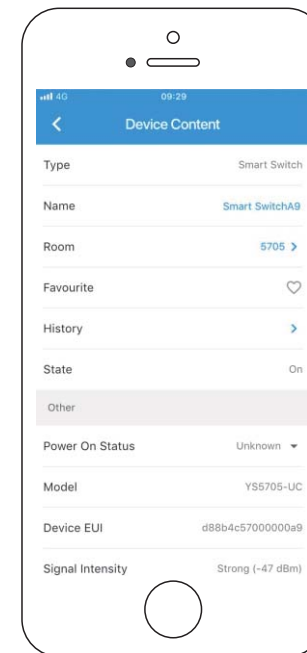 4G 09:29
Device Content
Type Smart Switch
Name Smart SwitchA9
Room 5705
Favourite
History
State On
Other
Power On Status Unknown
Model YS5705-UC
Device EUI d88b4c57000000a9
Signal Intensity Strong (-47 dBm)